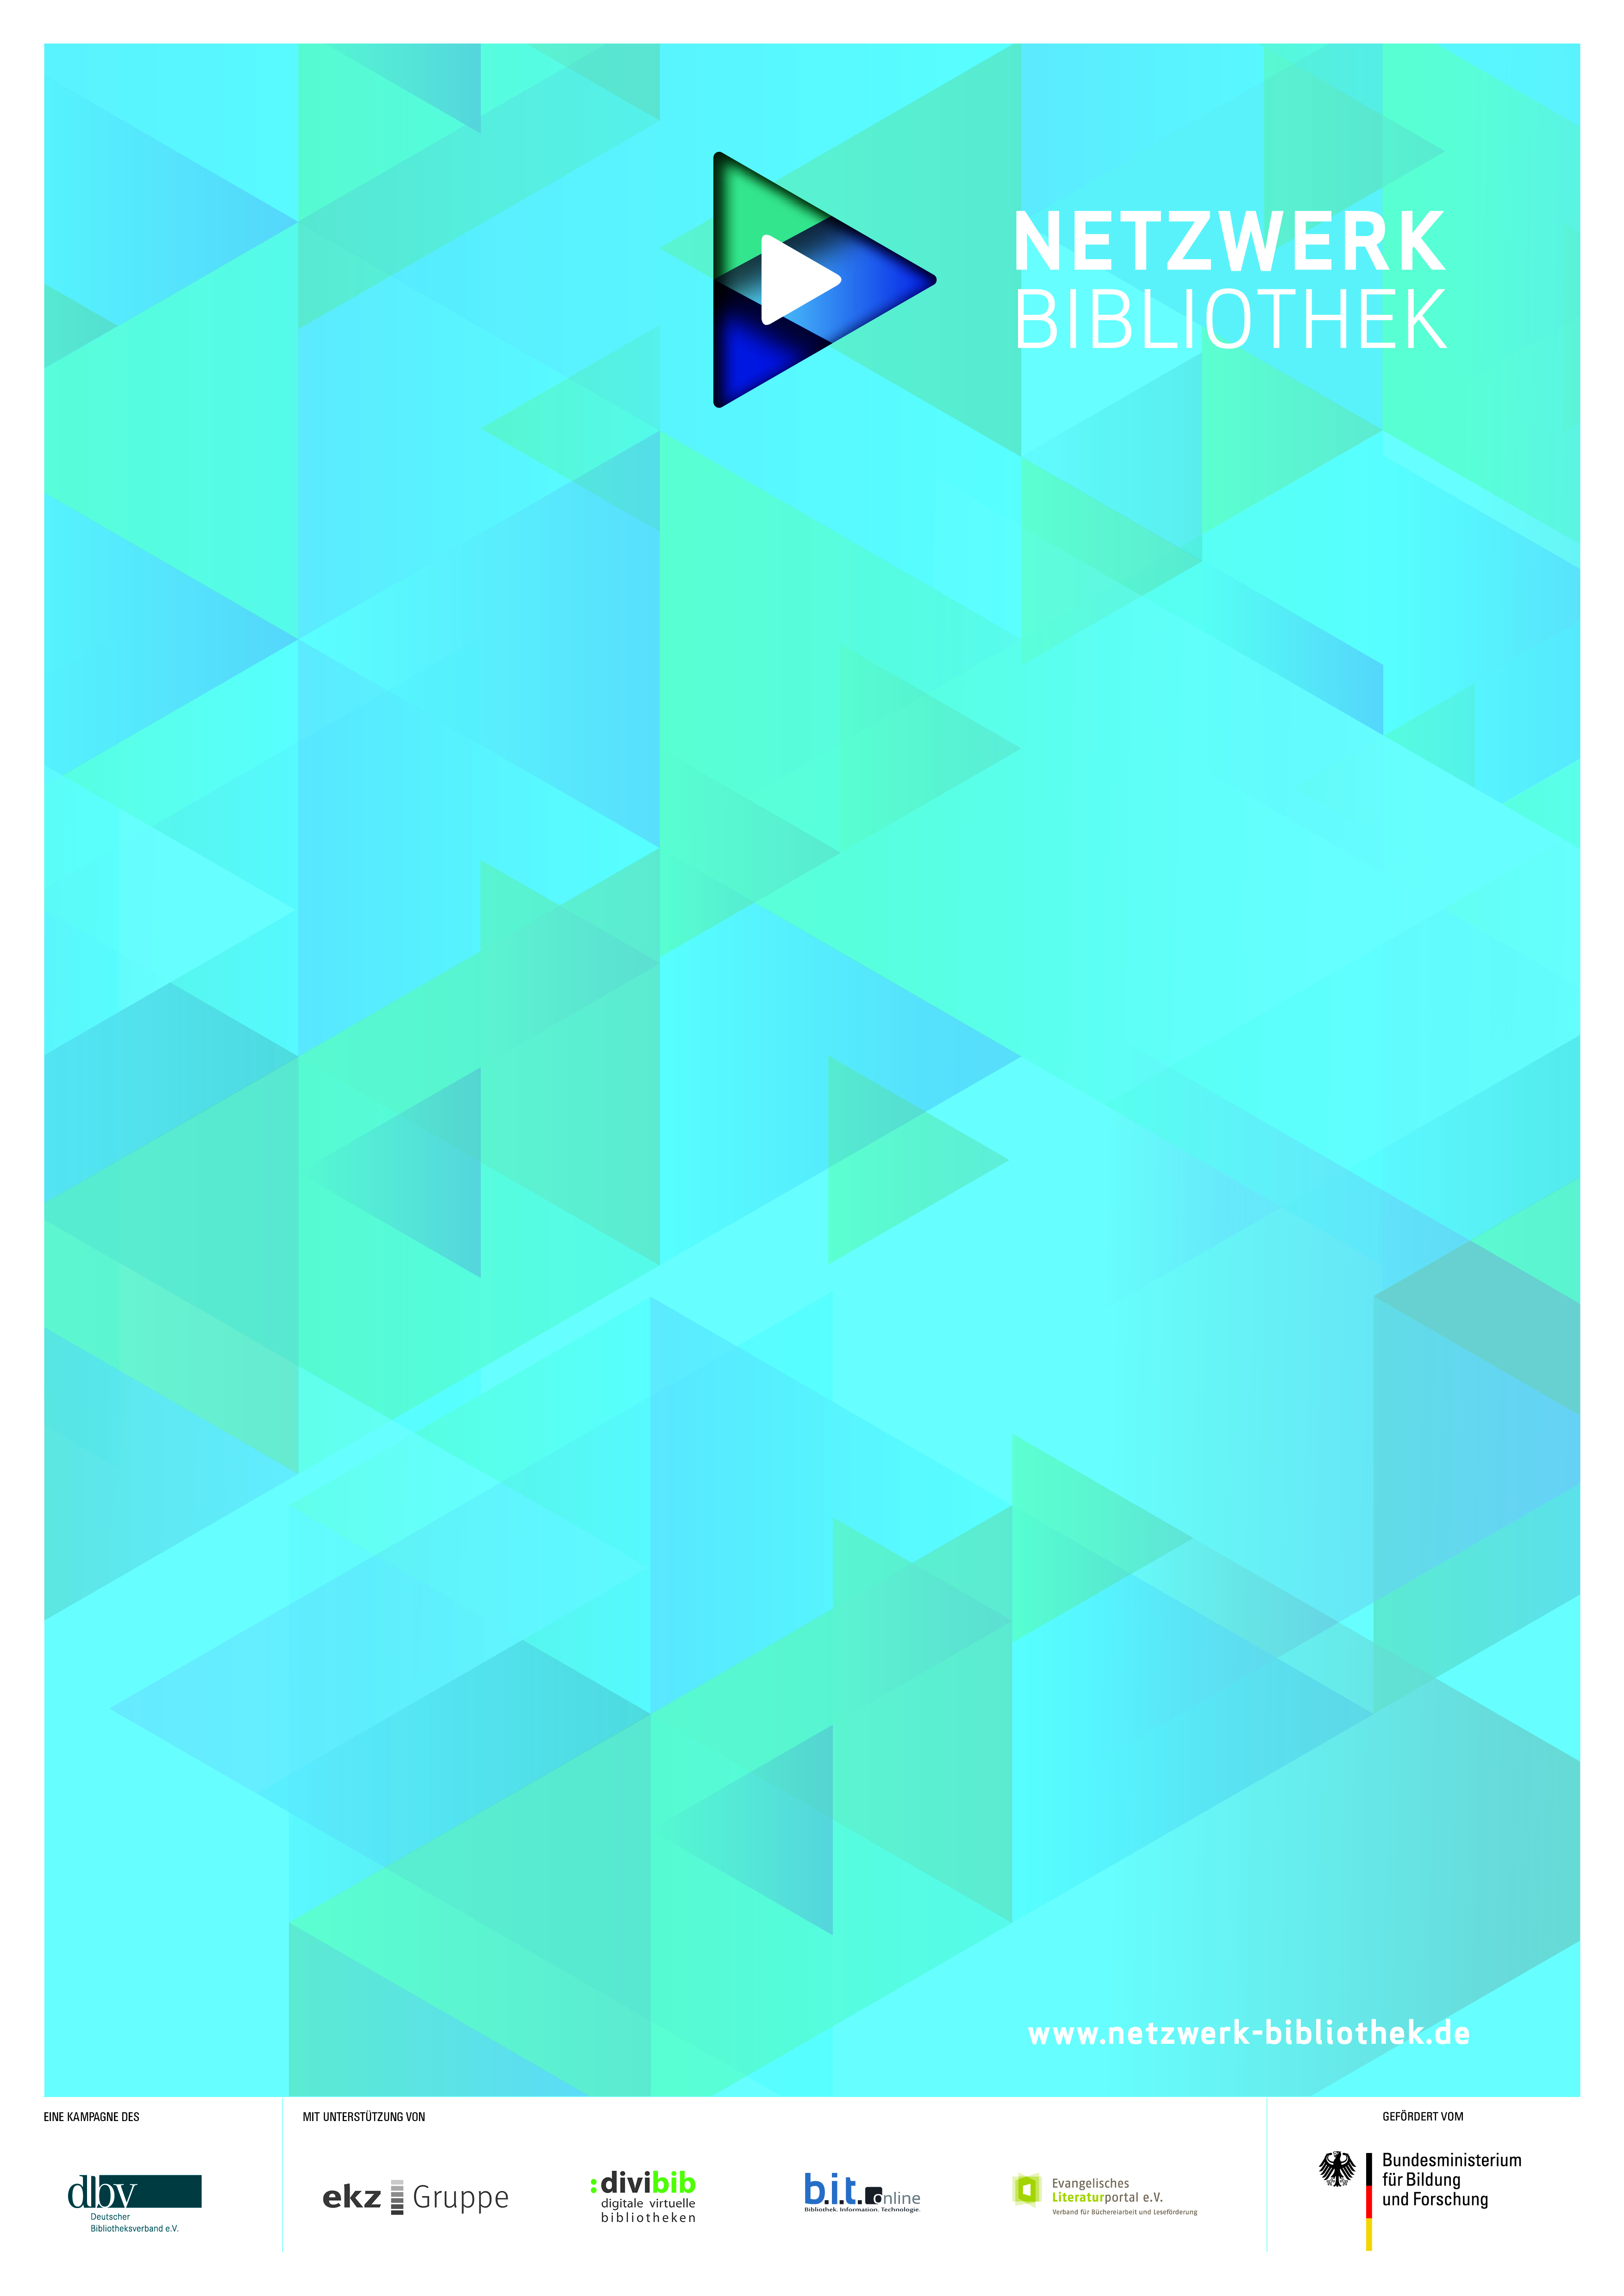 NETZWERK
BIBLIOTHEK
www.netzwerk-bibliothek.de
EINE KAMPAGNE DES
dbv
Deutscher
Bibliotheksverband e.V.
MIT UNTERSTÜTZUNG VON
ekz Gruppe
:divibib
digitale virtuelle
bibliotheken
b.i.t.online
Bibliothek. Information. Technologie.
Evangelisches
Literaturportal e.V.
Verband für Büchereiarbeit und Leseförderung
GEFÖRDERT VOM
Bundesministerium
für Bildung
und Forschung